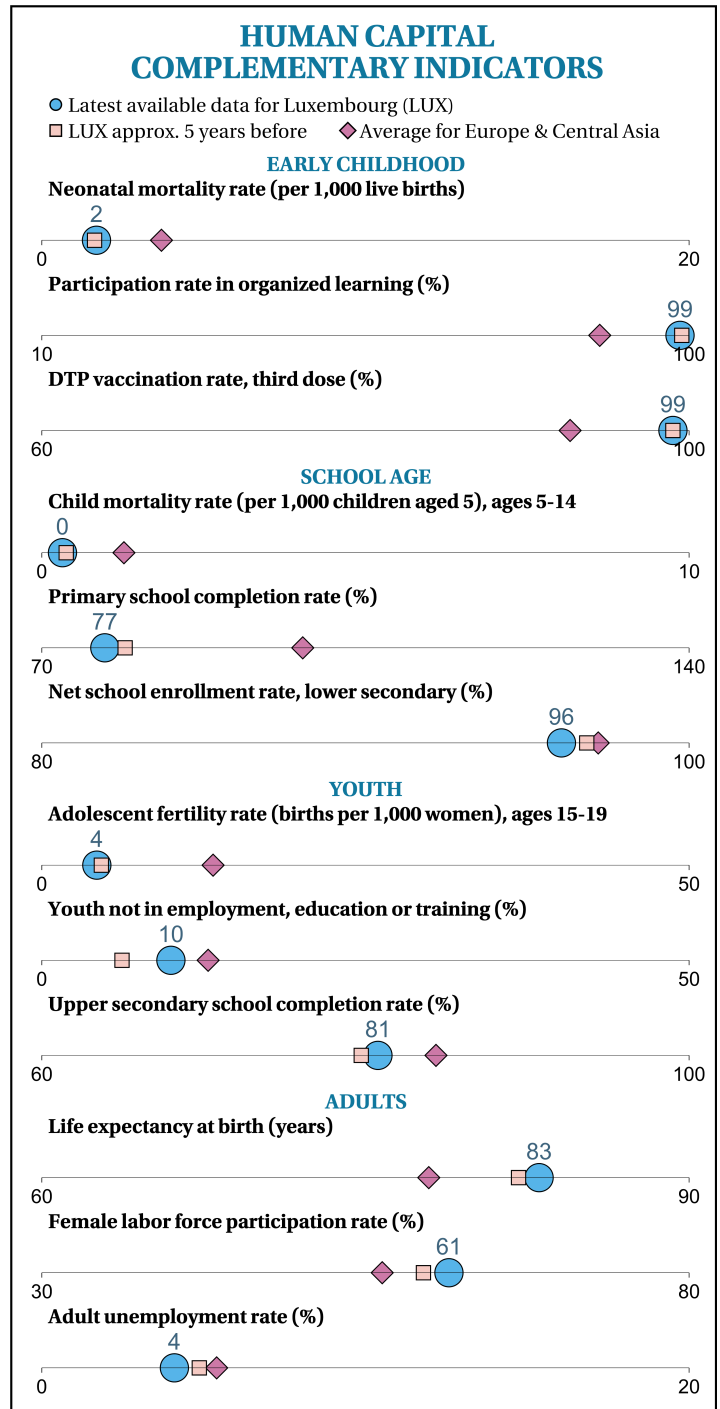 HUMAN CAPITAL
COMPLEMENTARY INDICATORS
Latest available data for Luxembourg (LUX)
LUX approx. 5 years before Average for Europe & Central Asia
EARLY CHILDHOOD
Neonatal mortality rate (per 1,000 live births)
2
0 20
Participation rate in organized learning (%)
99
10 100
DTP vaccination rate, third dose (%)
99
60 100
SCHOOL AGE
Child mortality rate (per 1,000 children aged 5), ages 5-14
0
0 10
Primary school completion rate (%)
77
70 140
Net school enrollment rate, lower secondary (%)
96
80 100
YOUTH
Adolescent fertility rate (births per 1,000 women), ages 15-19
4
0 50
Youth not in employment, education or training (%)
10
0 50
Upper secondary school completion rate (%)
81
60 100
ADULTS
Life expectancy at birth (years)
83
60 90
Female labor force participation rate (%)
61
30 80
Adult unemployment rate (%)
4
0 20